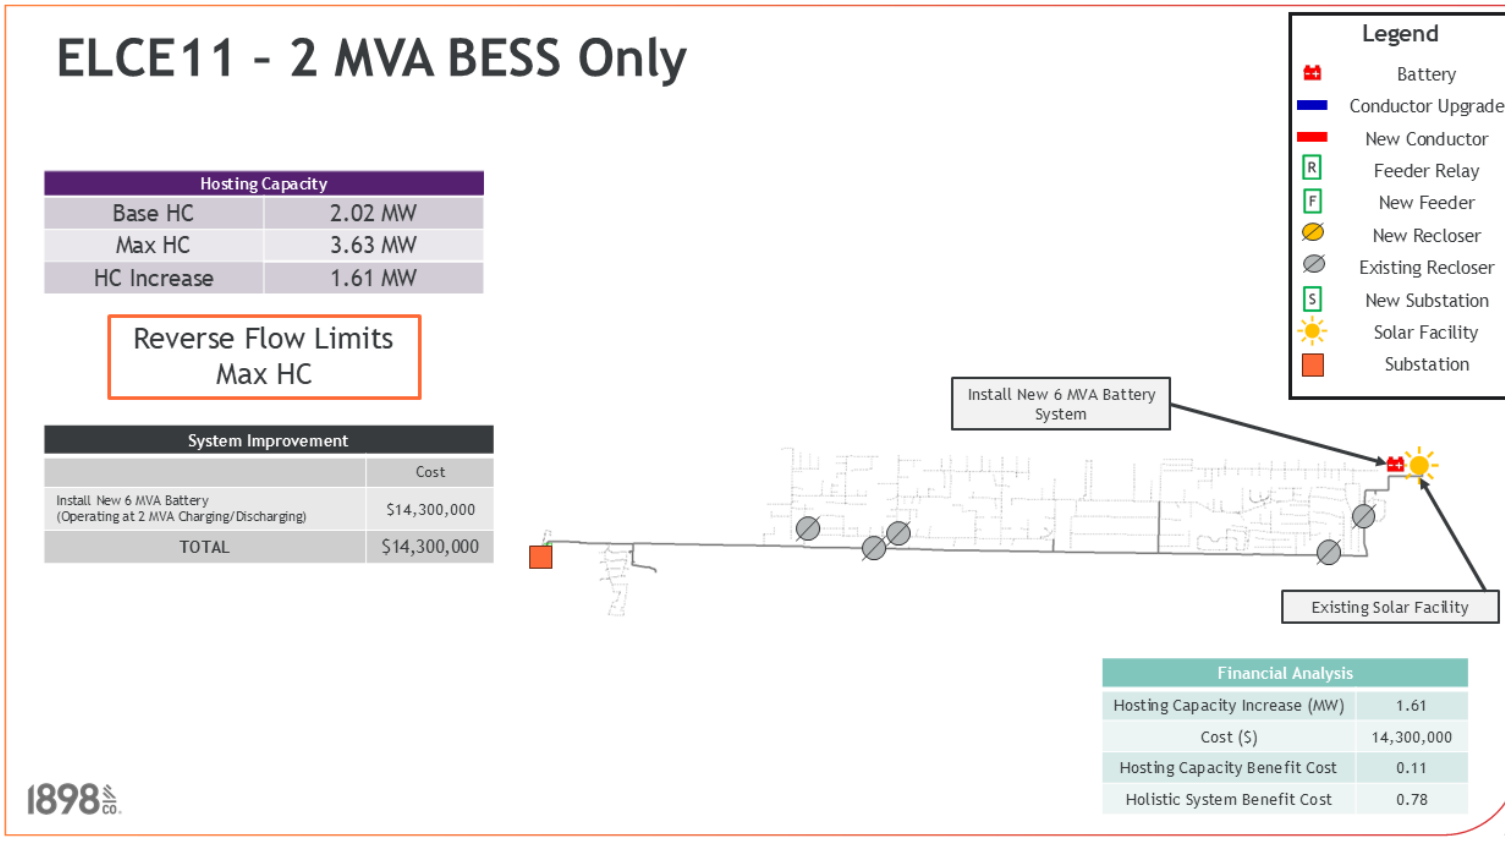 ELCE11 – 2 MVA BESS Only
Legend
Battery
Conductor Upgrade
New Conductor
R Feeder Relay
F New Feeder
New Recloser
Existing Recloser
S New Substation
Solar Facility
Substation
Hosting Capacity
Base HC 2.02 MW
Max HC 3.63 MW
HC Increase 1.61 MW
Reverse Flow Limits
Max HC
System Improvement
Cost
Install New 6 MVA Battery
(Operating at 2 MVA Charging/Discharging) $14,300,000
TOTAL $14,300,000
Install New 6 MVA Battery
System
Existing Solar Facility
Financial Analysis
Hosting Capacity Increase (MW) 1.61
Cost ($) 14,300,000
Hosting Capacity Benefit Cost 0.11
Holistic System Benefit Cost 0.78
1898 & CO.